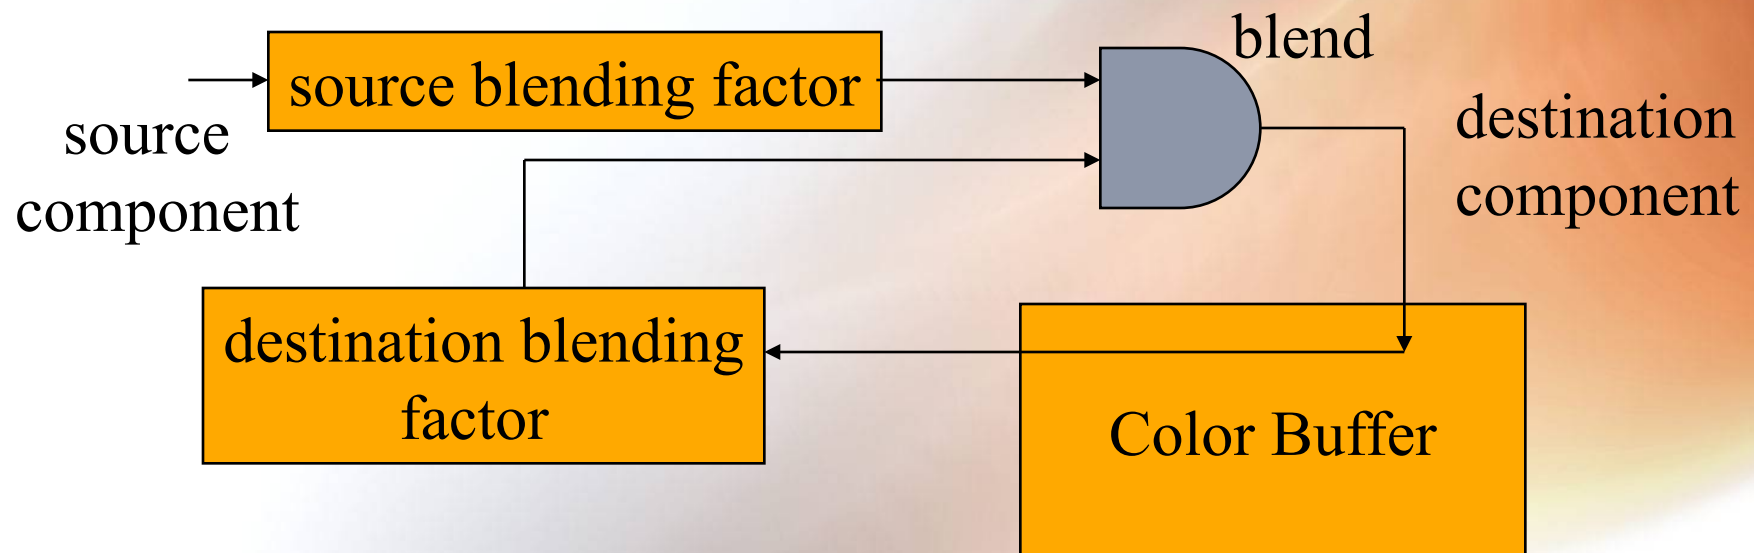 blend
source blending factor
source
component
destination
component
destination blending
factor
Color Buffer